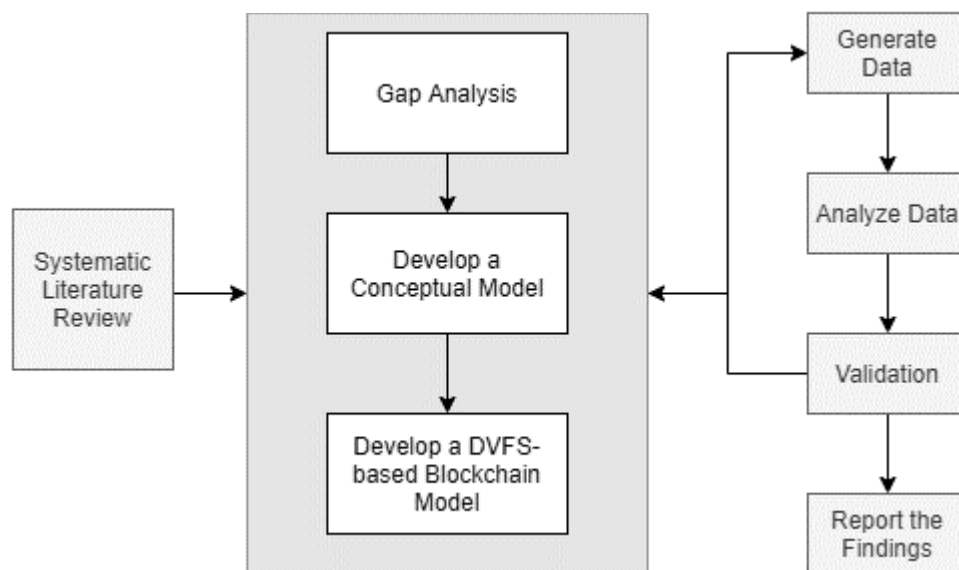 Systematic
Literature
Review
Gap Analysis
Develop a
Conceptual Model
Develop a DVFS-
based Blockchain
Model
Generate
Data
Analyze Data
Validation
Report the
Findings